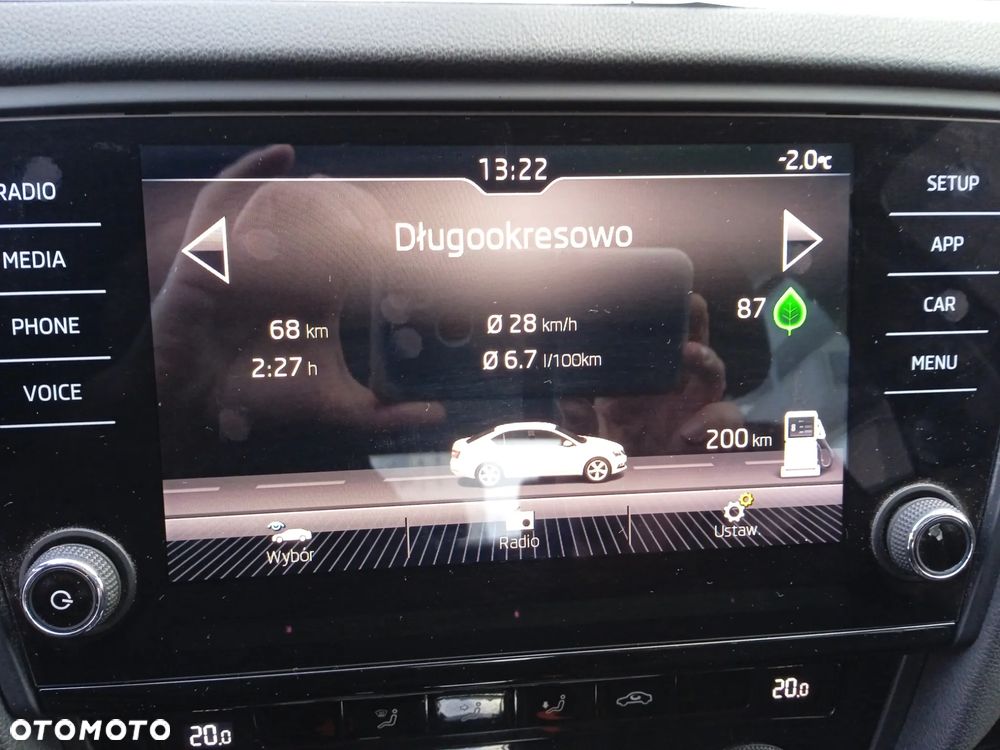 13:22
-2.0°C
RADIO
MEDIA
PHONE
VOICE
SETUP
APP
CAR
MENU
Długookresowo
87
68 km
2:27 h
Ø 28 km/h
Ø 6.7 l/100km
200 km
Wybór
Radio
Ustaw.
20.0
20.0
OTOMOTO